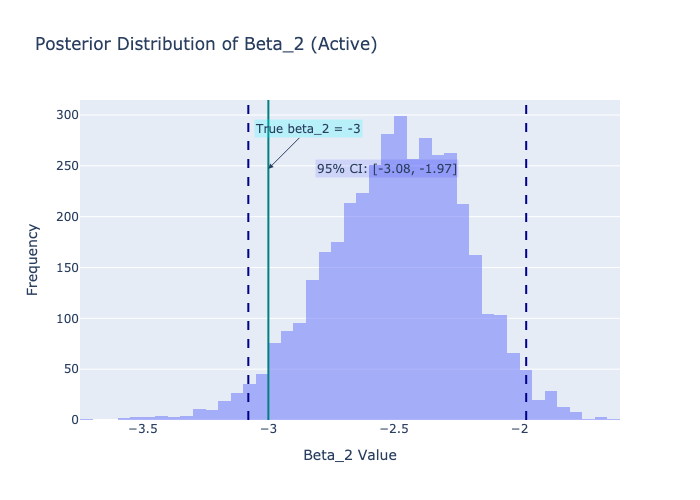 Posterior Distribution of Beta_2 (Active)
True beta_2 = -3
95% CI: [-3.08, -1.97]
Frequency
300
250
200
150
100
50
0
−3.5
−3
−2.5
−2
Beta_2 Value